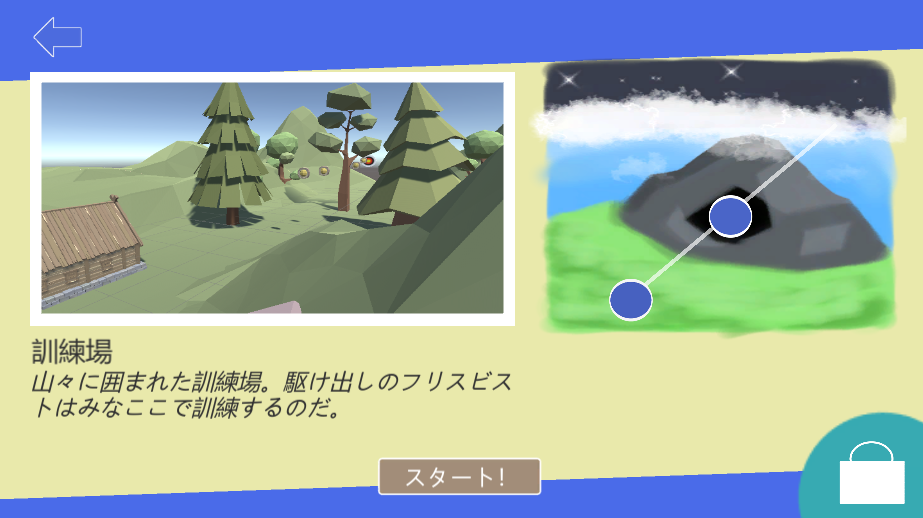 訓練場
山々に囲まれた訓練場。駆け出しのフリスビス
トはみなここで訓練するのだ。
スタート!